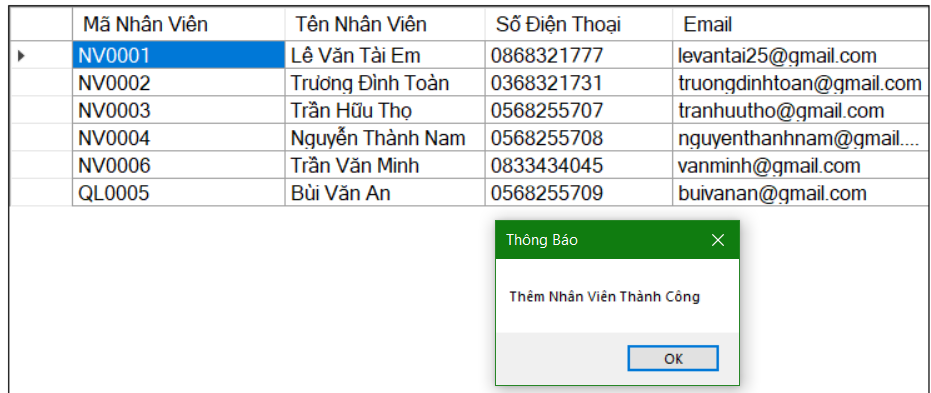 Mã Nhân Viên Tên Nhân Viên Số Điện Thoại Email
NV0001 Lê Văn Tài Em 0868321777 levantai25@gmail.com
NV0002 Trương Đình Toàn 0368321731 truongdinhtoan@gmail.com
NV0003 Trần Hữu Thọ 0568255707 tranhuutho@gmail.com
NV0004 Nguyễn Thành Nam 0568255708 nguyenthanhnam@gmail....
NV0006 Trần Văn Minh 0833434045 vanminh@gmail.com
QL0005 Bùi Văn An 0568255709 buivanan@gmail.com
Thông Báo
Thêm Nhân Viên Thành Công
OK